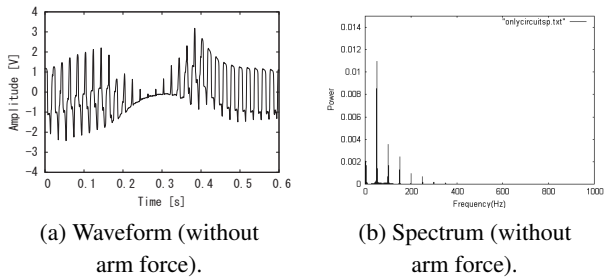 4
3
2
1
0
-1
-2
-3
-4
Amplitude [V]
0 0.1 0.2 0.3 0.4 0.5 0.6
Time [s]
(a) Waveform (without
arm force).
"onlycircuitsp.txt"
0.014
0.012
0.01
0.008
0.006
0.004
0.002
0
Power
0 200 400 600 800 1000
Frequency(Hz)
(b) Spectrum (without
arm force).